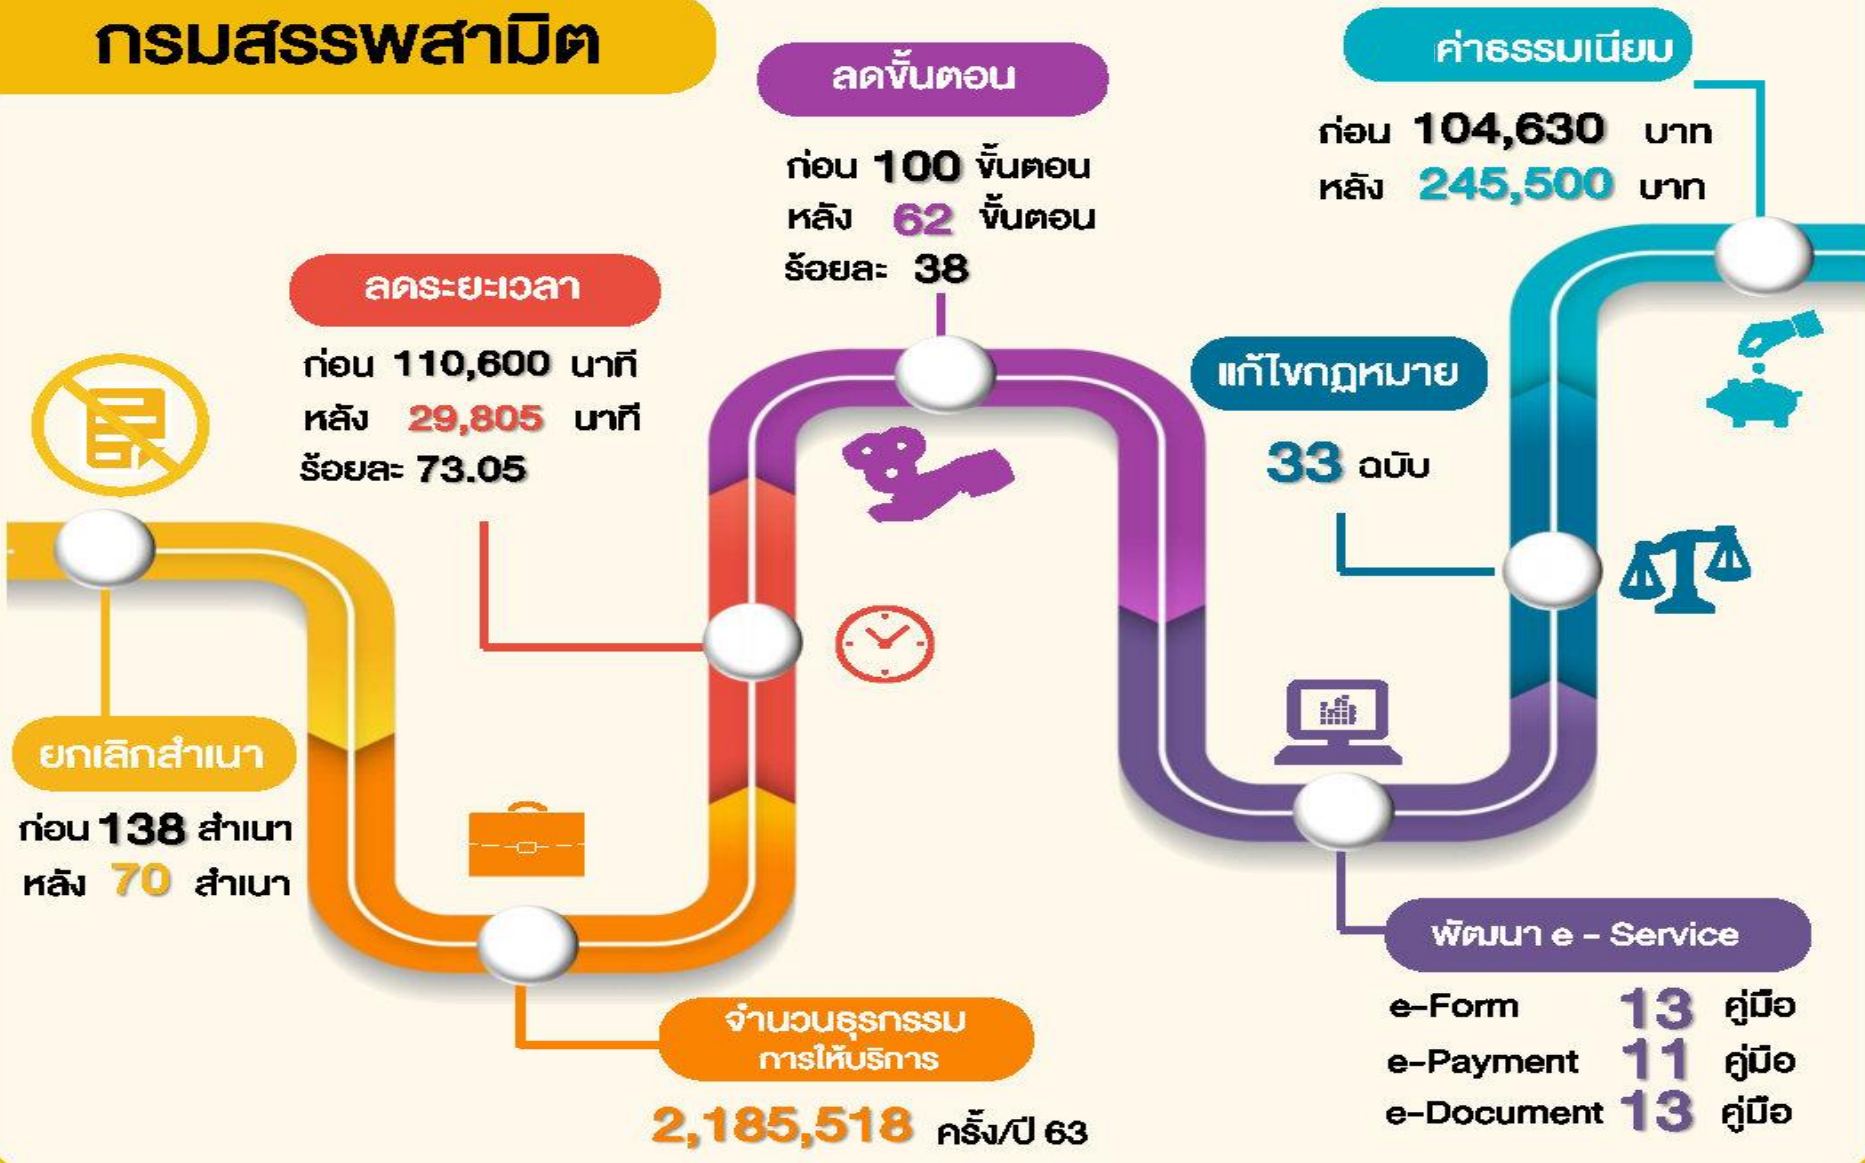 กรมสรรพสามิต
ยกเลิกสำเนา
ก่อน 138 สำเนา
หลัง 70 สำเนา
จำนวนธุรกรรม
การให้บริการ
2,185,518 ครั้ง/ปี 63
ลดระยะเวลา
ก่อน 110,600 นาที
หลัง 29,805 นาที
ร้อยละ 73.05
ลดขั้นตอน
ก่อน 100 ขั้นตอน
หลัง 62 ขั้นตอน
ร้อยละ 38
พัฒนา e - Service
e-Form 13 คู่มือ
e-Payment 11 คู่มือ
e-Document 13 คู่มือ
แก้ไขกฎหมาย
33 ฉบับ
ค่าธรรมเนียม
ก่อน 104,630 บาท
หลัง 245,500 บาท